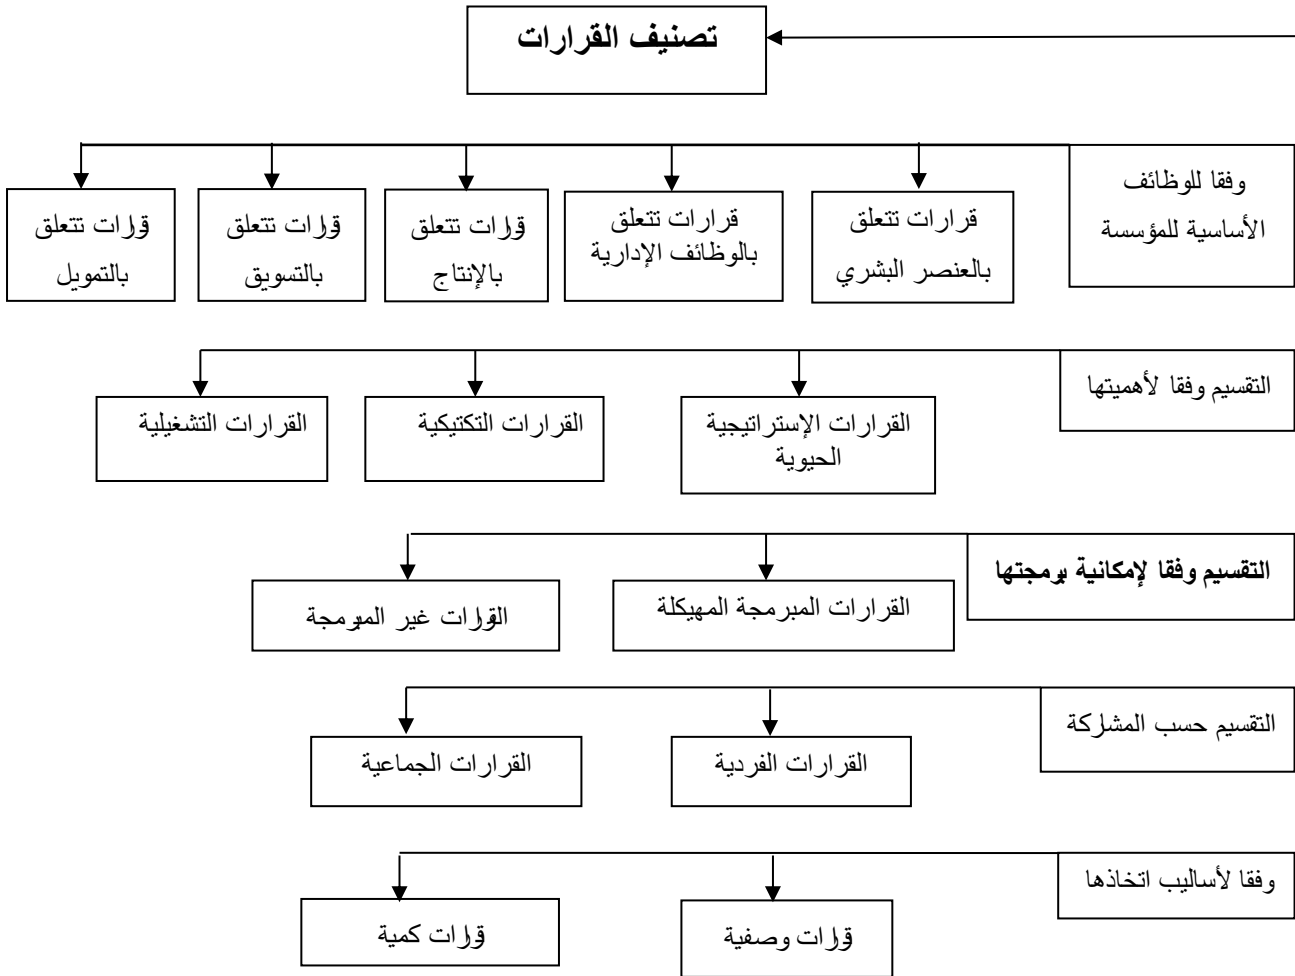 تصنيف القرارات
وفقا للوظائف
الأساسية للمؤسسة
قرارات تتعلق
بالعنصر البشري
قرارات تتعلق
بالوظائف الإدارية
قرارات تتعلق
بالإنتاج
قرارات تتعلق
بالتسويق
قرارات تتعلق
بالتمويل
التقسيم وفقا لأهميتها
القرارات الإستراتيجية
الحيوية
القرارات التكتيكية
القرارات التشغيلية
التقسيم وفقا لإمكانية برمجتها
القرارات المبرمجة المهيكلة
القرارات غير المبرمجة
التقسيم حسب المشاركة
القرارات الفردية
القرارات الجماعية
وفقا لأساليب اتخاذها
قرارات وصفية
قرارات كمية